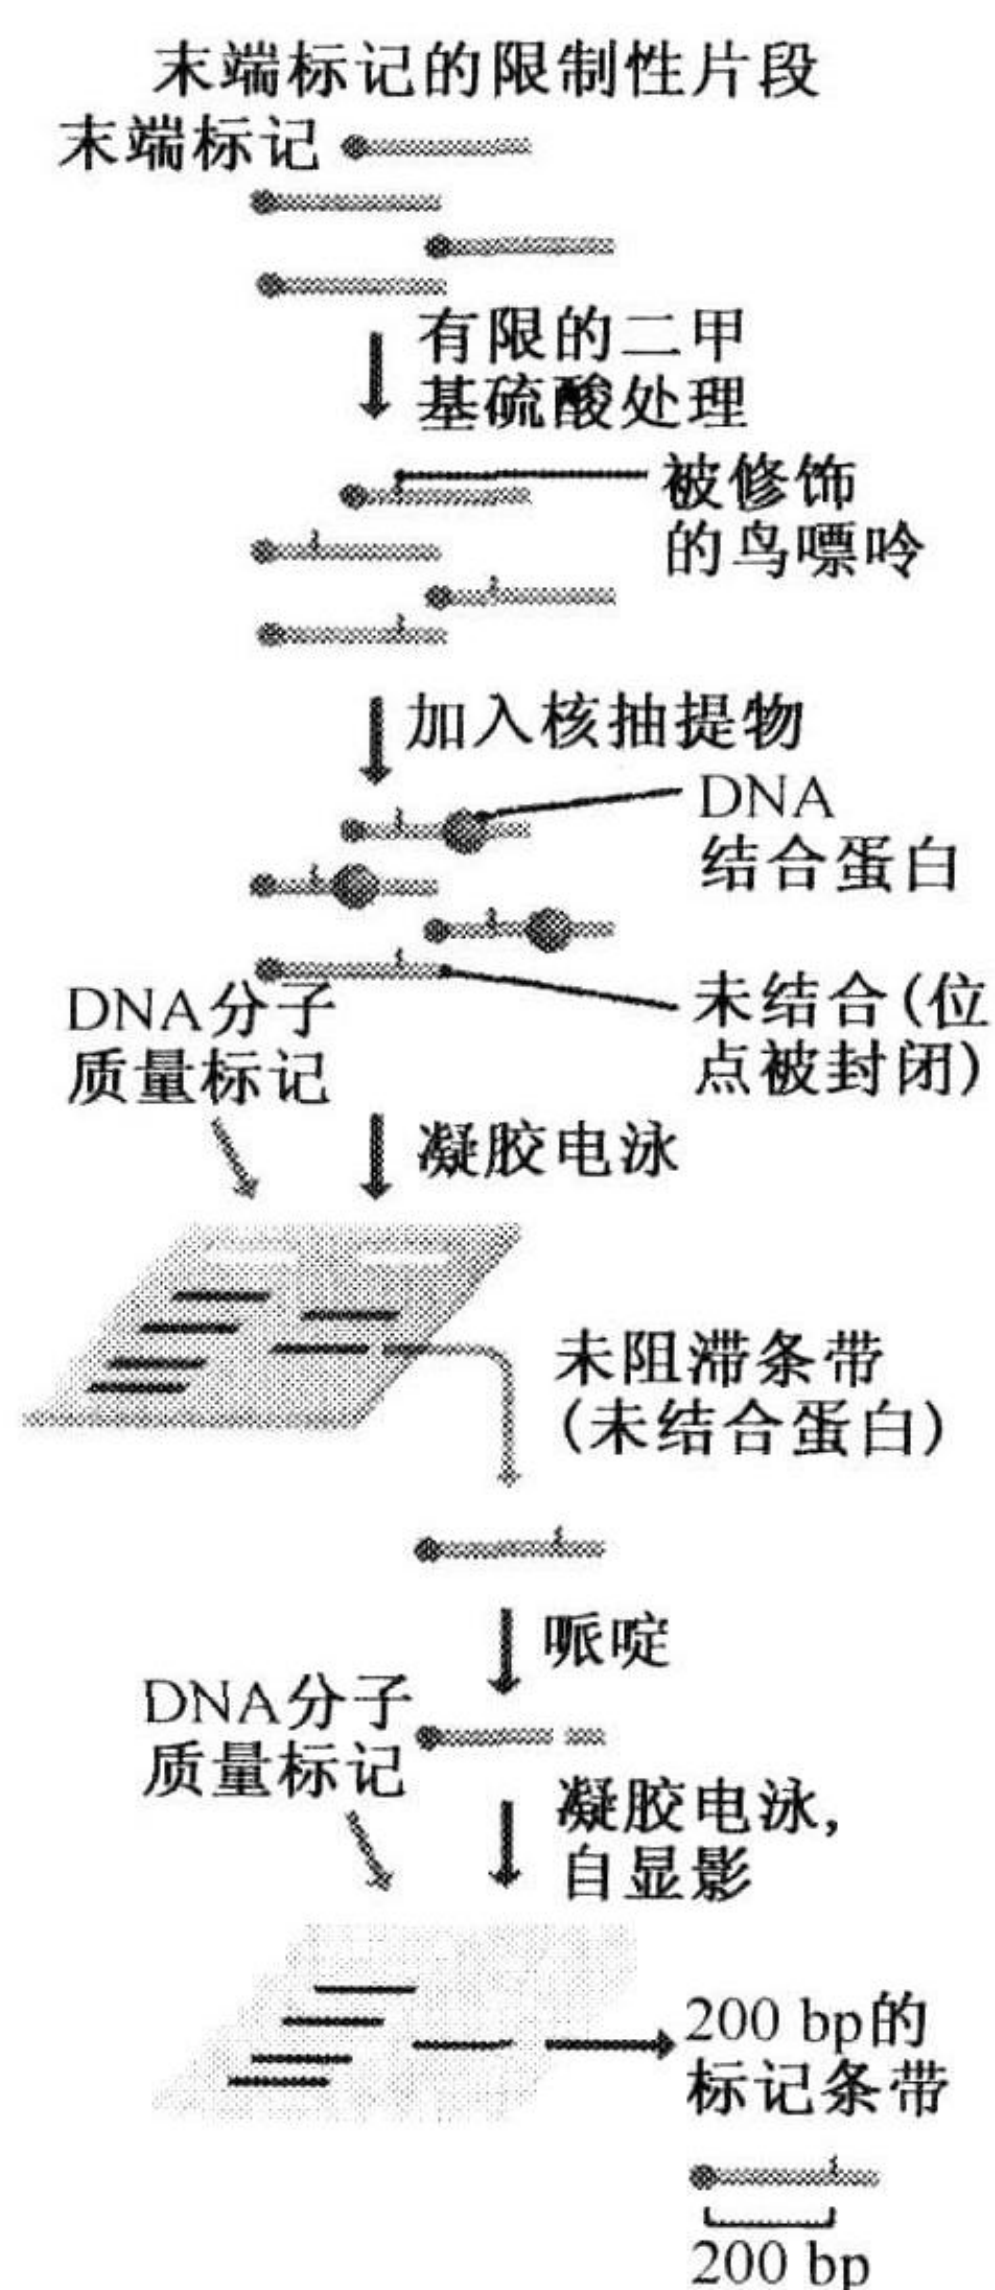 末端标记的限制性片段
末端标记
有限的二甲
基硫酸处理
被修饰
的鸟嘌呤
加入核抽提物
DNA
结合蛋白
未结合(位
点被封闭)
DNA分子
质量标记
凝胶电泳
未阻滞条带
(未结合蛋白)
哌啶
DNA分子
质量标记
凝胶电泳,
自显影
200 bp的
标记条带
200 bp